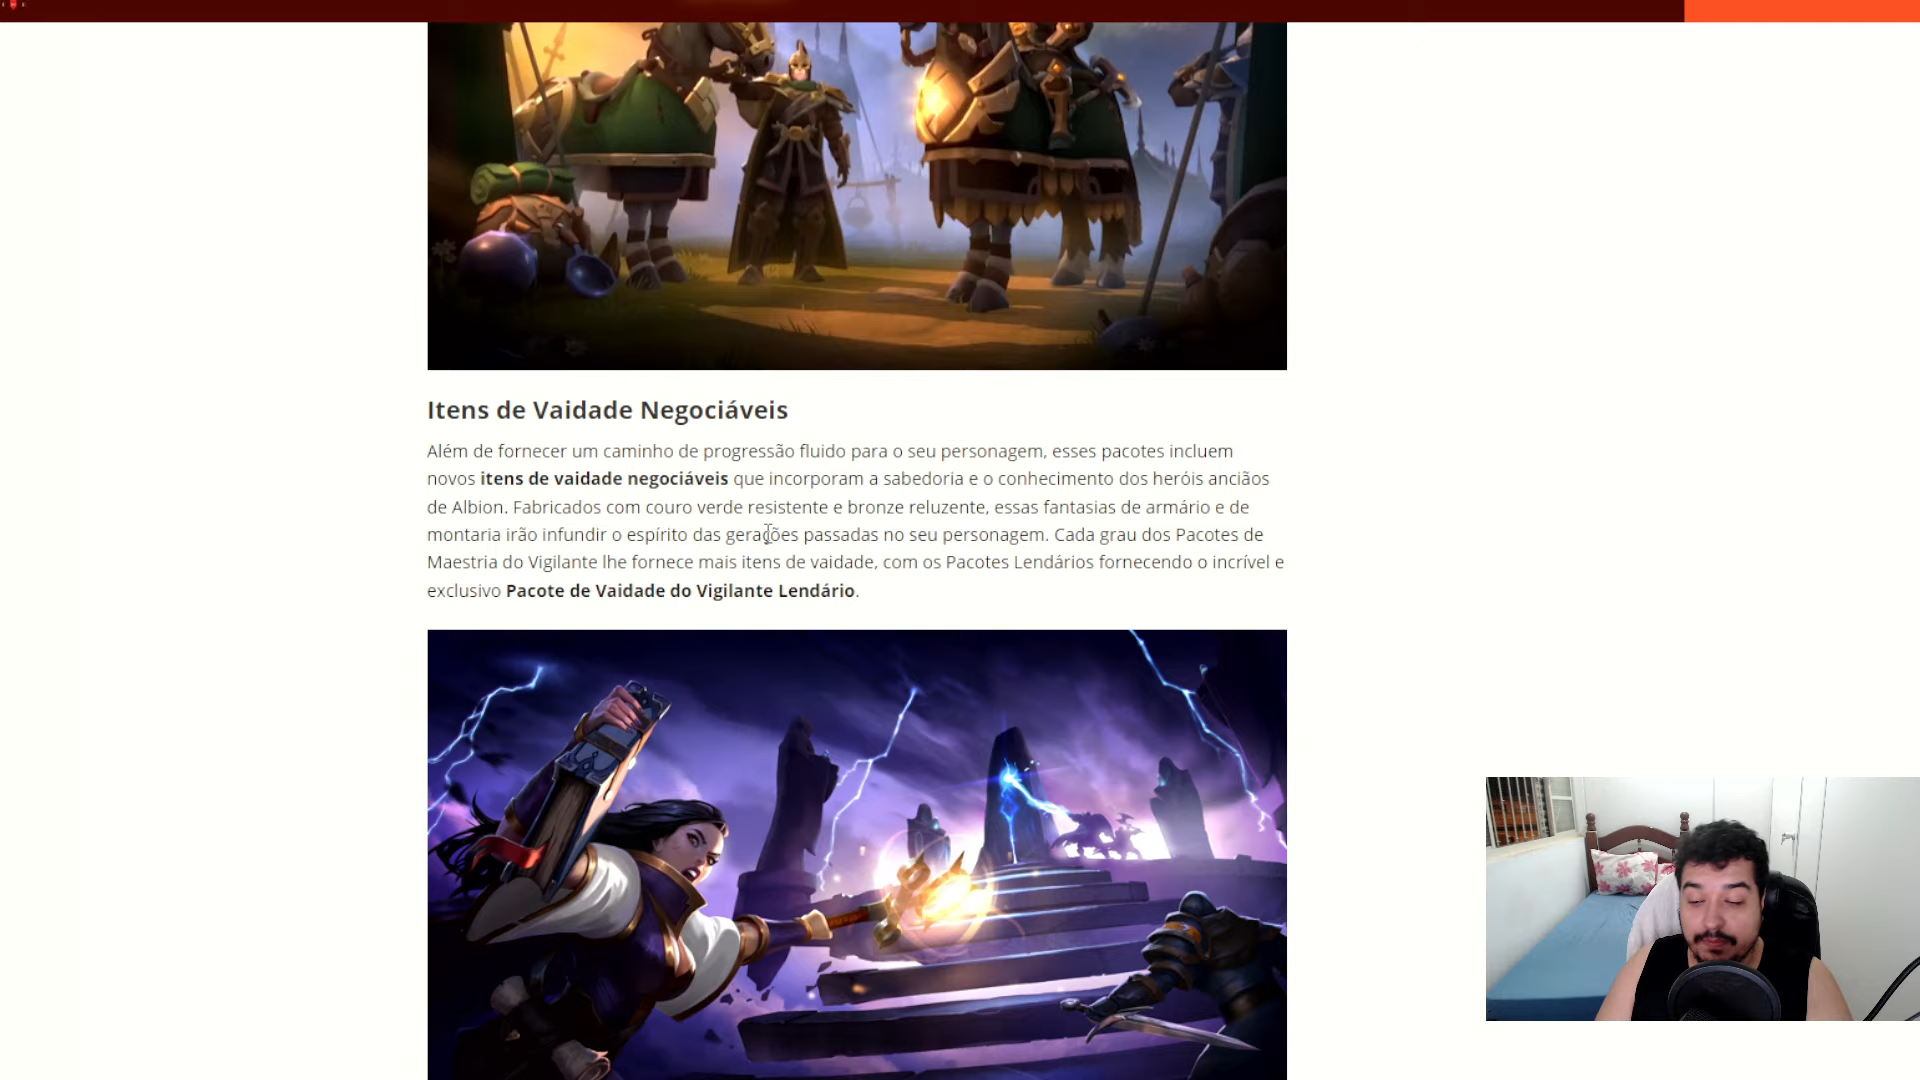 Itens de Vaidade Negociáveis
Além de fornecer um caminho de progressão fluido para o seu personagem, esses pacotes incluem
novos itens de vaidade negociáveis que incorporam a sabedoria e o conhecimento dos heróis anciãos
de Albion. Fabricados com couro verde resistente e bronze reluzente, essas fantasias de armário e de
montaria irão infundir o espírito das gerações passadas no seu personagem. Cada grau dos Pacotes de
Maestria do Vigilante lhe fornece mais itens de vaidade, com os Pacotes Lendários fornecendo o incrível e
exclusivo Pacote de Vaidade do Vigilante Lendário.